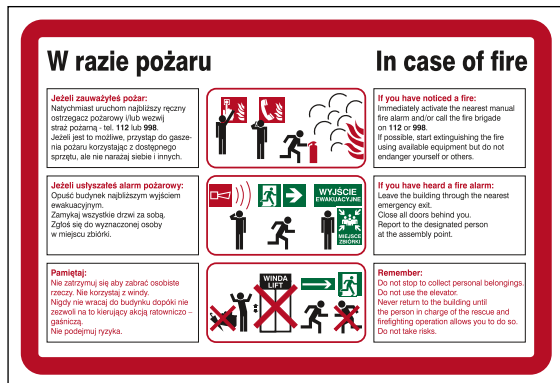 W razie pożaru
In case of fire
Jeżeli zauważyłeś pożar:
Natychmiast uruchom najbliższy ręczny
ostrzegacz pożarowy i/lub wezwij
straż pożarną - tel. 112 lub 998.
Jeżeli jest to możliwe, przystąp do gasze-
nia pożaru korzystając z dostępnego
sprzętu, ale nie narażaj siebie i innych.
If you have noticed a fire:
Immediately activate the nearest manual
fire alarm and/or call the fire brigade
on 112 or 998.
If possible, start extinguishing the fire
using available equipment but do not
endanger yourself or others.
Jeżeli usłyszałeś alarm pożarowy:
Opuść budynek najbliższym wyjściem
ewakuacyjnym.
Zamykaj wszystkie drzwi za sobą.
Zgłoś się do wyznaczonej osoby
w miejscu zbiórki.
WYJŚCIE
EWAKUACYJNE
MIEJSCE
ZBIÓRKI
If you have heard a fire alarm:
Leave the building through the nearest
emergency exit.
Close all doors behind you.
Report to the designated person
at the assembly point.
Pamiętaj:
Nie zatrzymuj się aby zabrać osobiste
rzeczy. Nie korzystaj z windy.
Nigdy nie wracaj do budynku dopóki nie
zezwoli na to kierujący akcją ratowniczo –
gaśniczą.
Nie podejmuj ryzyka.
WINDA
LIFT
Remember:
Do not stop to collect personal belongings.
Do not use the elevator.
Never return to the building until
the person in charge of the rescue and
firefighting operation allows you to do so.
Do not take risks.